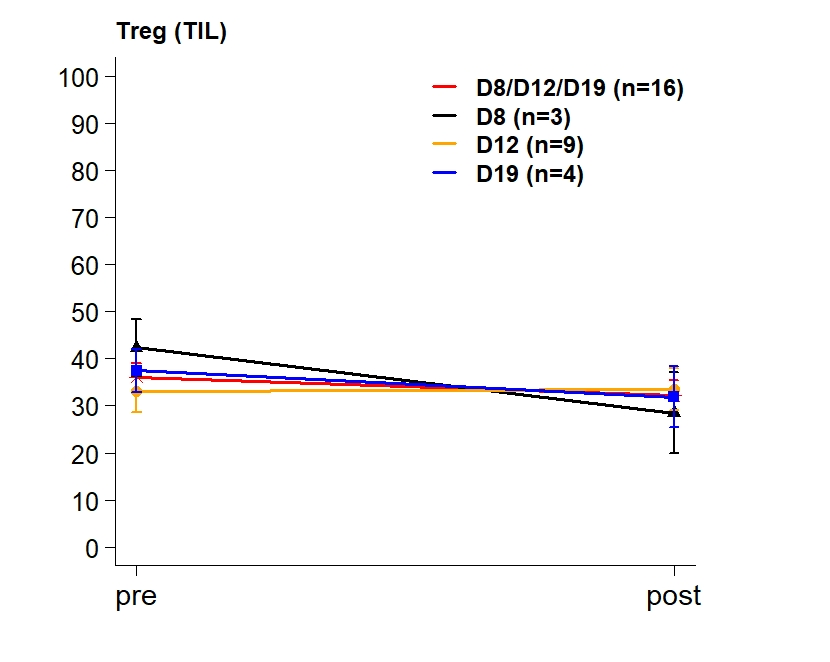 Treg (TIL)
D8/D12/D19 (n=16)
D8 (n=3)
D12 (n=9)
D19 (n=4)
100
90
80
70
60
50
40
30
20
10
0
pre post